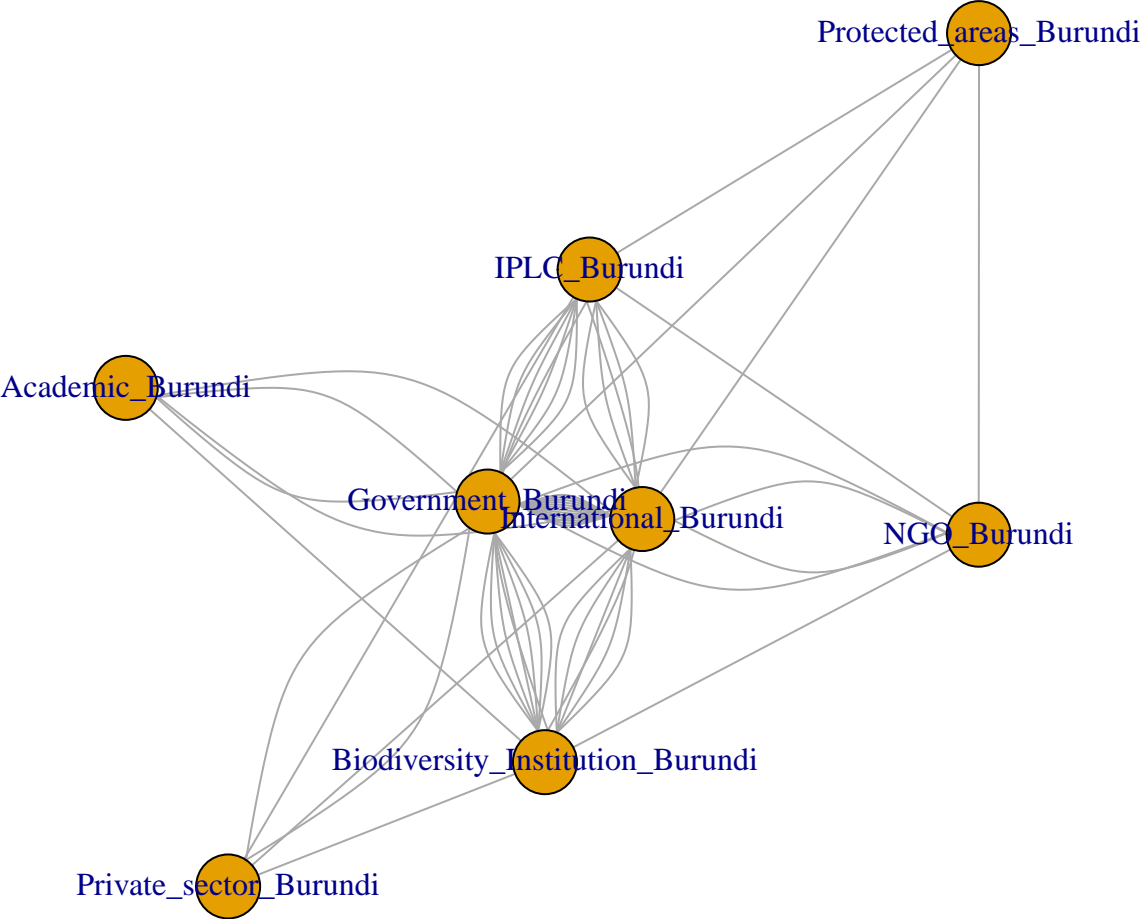 Protected_areas_Burundi
IPLC_Burundi
Academic_Burundi
Government_Burundi
International_Burundi
NGO_Burundi
Biodiversity_Institution_Burundi
Private_sector_Burundi